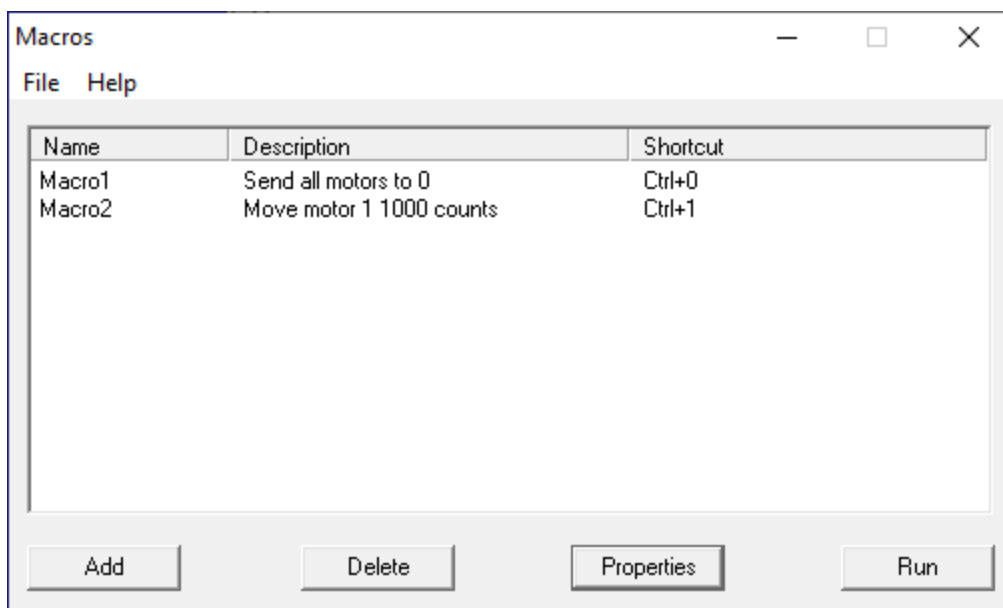 Macros
File Help
Name Description Shortcut
Macro1 Send all motors to 0 Ctrl+0
Macro2 Move motor 1 1000 counts Ctrl+1
Add Delete Properties Run